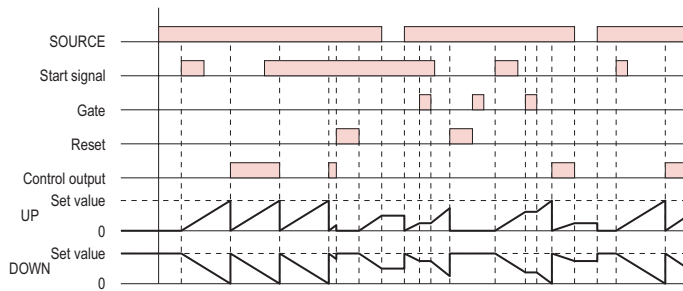 SOURCE
Start signal
Gate
Reset
Control output
Set value
UP
0
Set value
DOWN
0